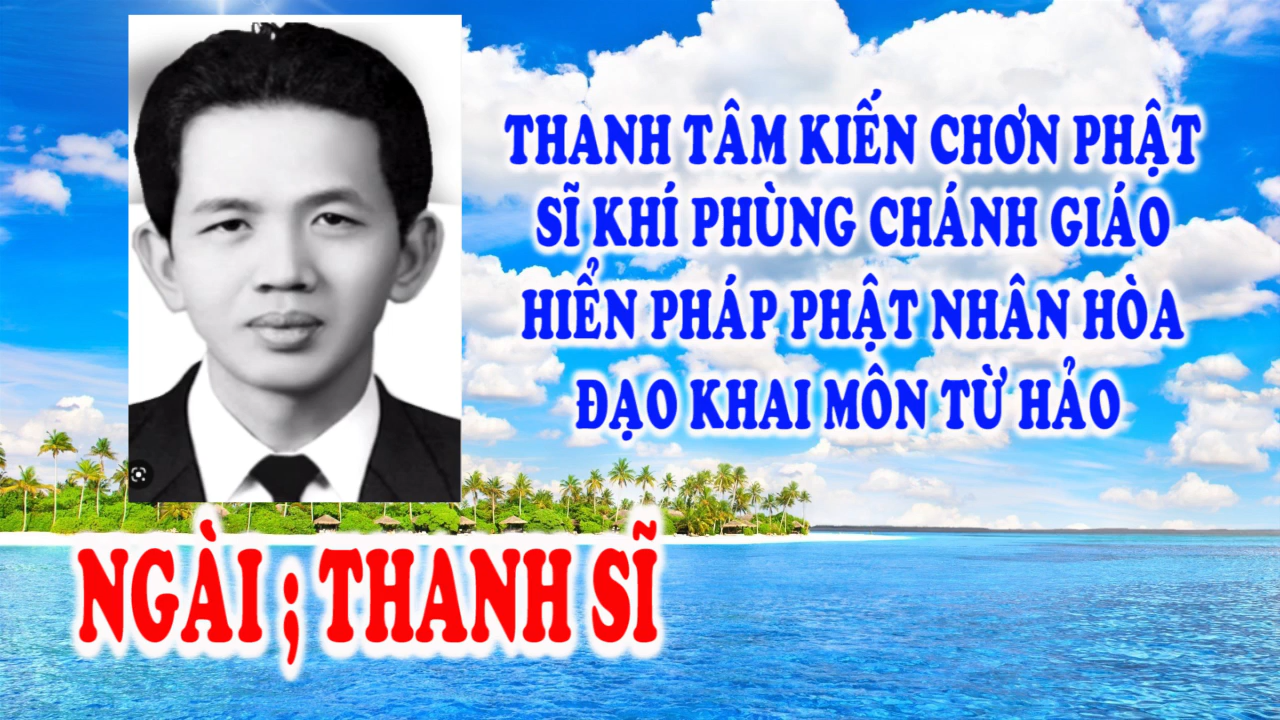 THANH TÂM KIẾN CHƠN PHẬT
SĨ KHÍ PHÙNG CHÁNH GIÁO
HIỂN PHÁP PHẬT NHÂN HÒA
ĐẠO KHAI MÔN TỪ HẢO
NGÀI ; THANH SĨ